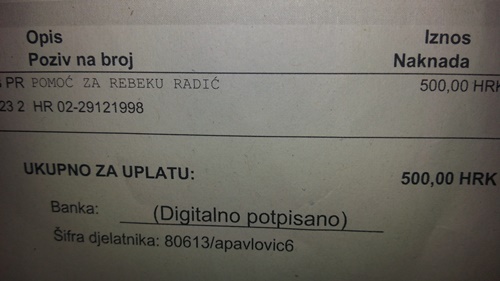 Opis Iznos
Poziv na broj Naknada
PR POMOĆ ZA REBEKU RADIĆ 500,00 HRK
23 2 HR 02-29121998
UKUPNO ZA UPLATU: 500,00 HRK
Banka: (Digitalno potpisano)
Šifra djelatnika: 80613/apavlovic6